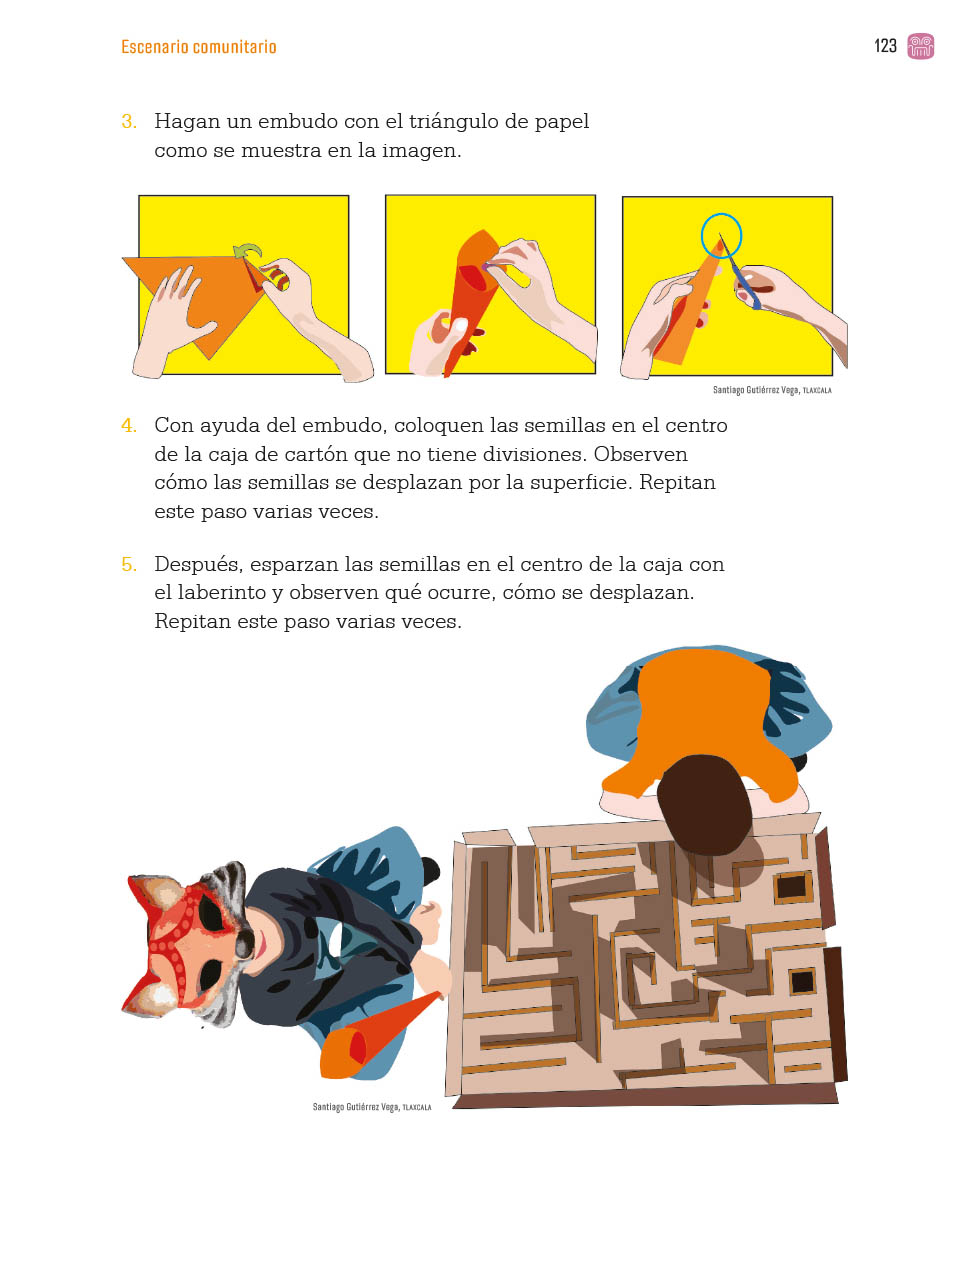 Escenario comunitario
123
3. Hagan un embudo con el triángulo de papel
como se muestra en la imagen.
Santiago Gutiérrez Vega, TLAXCALA
4. Con ayuda del embudo, coloquen las semillas en el centro
de la caja de cartón que no tiene divisiones. Observen
cómo las semillas se desplazan por la superficie. Repitan
este paso varias veces.
5. Después, esparzan las semillas en el centro de la caja con
el laberinto y observen qué ocurre, cómo se desplazan.
Repitan este paso varias veces.
Santiago Gutiérrez Vega, TLAXCALA